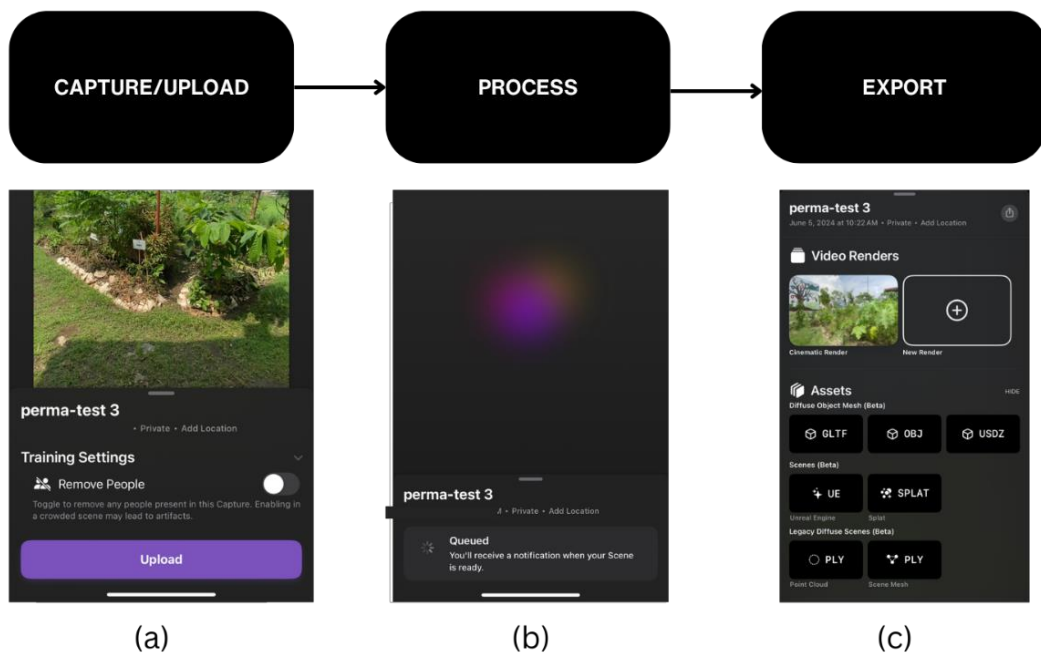 CAPTURE/UPLOAD
PROCESS
EXPORT
perma-test 3
• Private • Add Location
Training Settings
Remove People
Toggle to remove any people present in this Capture. Enabling in
a crowded scene may lead to artifacts.
Upload
(a)
perma-test 3
• Private • Add Location
Queued
You'll receive a notification when your Scene
is ready.
(b)
perma-test 3
June 5, 2024 at 10:22 AM • Private • Add Location
Video Renders
Cinematic Render
New Render
Assets
HIDE
Diffuse Object Mesh (Beta)
GLTF
OBJ
USDZ
Scenes (Beta)
UE
SPLAT
Unreal Engine
Splat
Legacy Diffuse Scenes (Beta)
PLY
PLY
Point Cloud
Scene Mesh
(c)